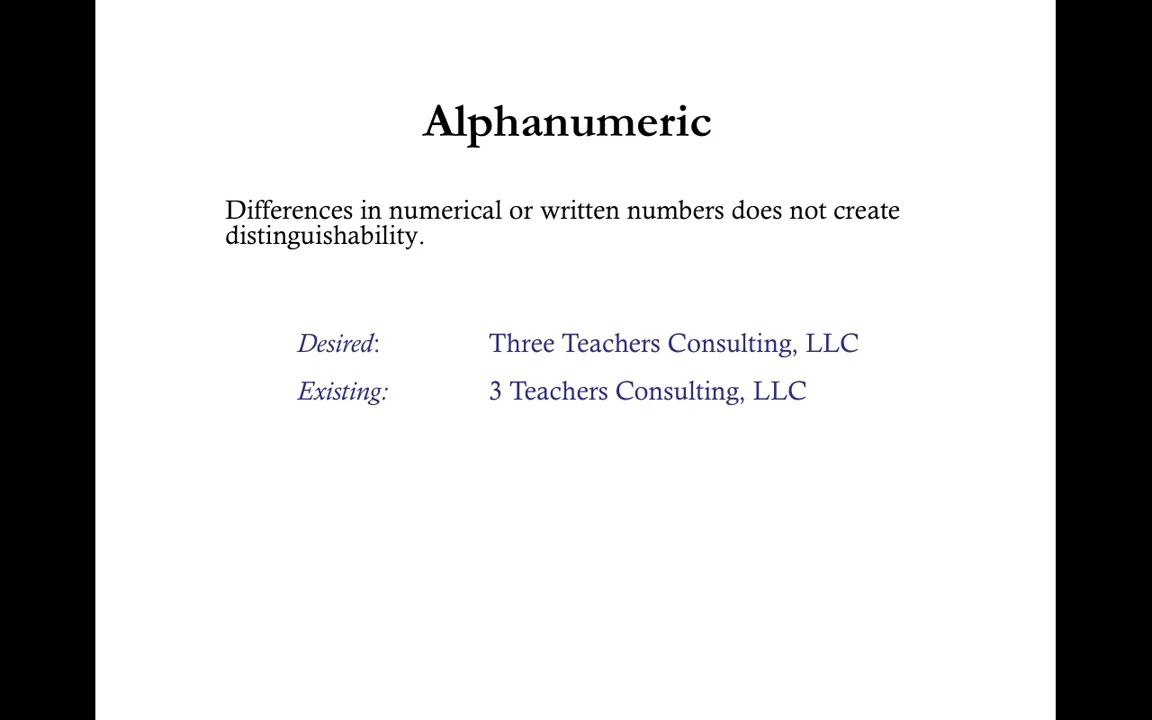 Alphanumeric
Differences in numerical or written numbers does not create
distinguishability.
Desired: Three Teachers Consulting, LLC
Existing: 3 Teachers Consulting, LLC